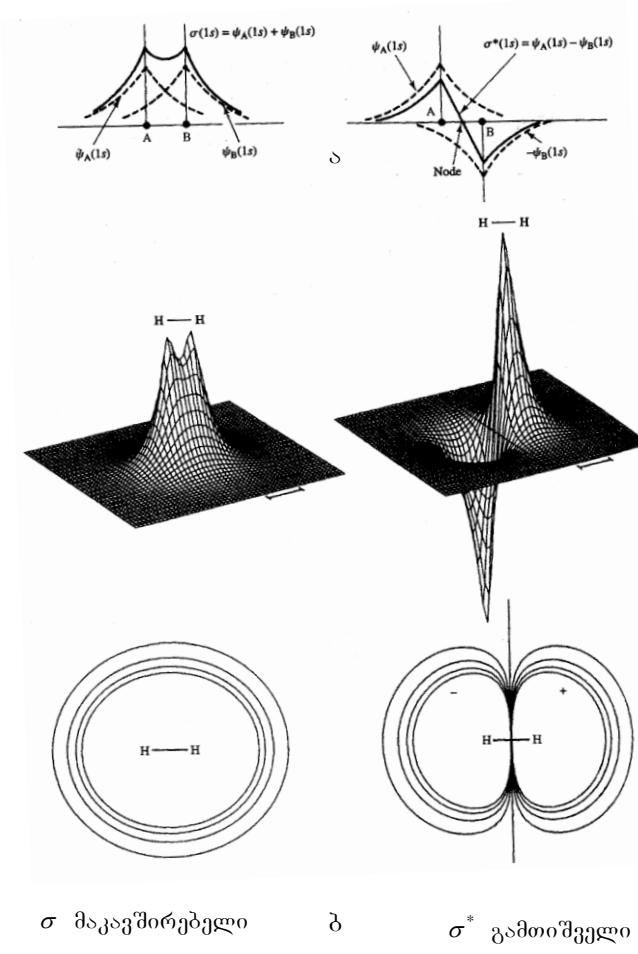 σ(1s) = ψA(1s) + ψB(1s)
ψA(1s)
σ*(1s) = ψA(1s) − ψB(1s)
A B
A B
ψA(1s) ψB(1s)
ა
Node
−ψB(1s)
H — H
H — H
− +
H — H
H — H
σ მაკავშირებელი
ბ
σ* გამთიშველი